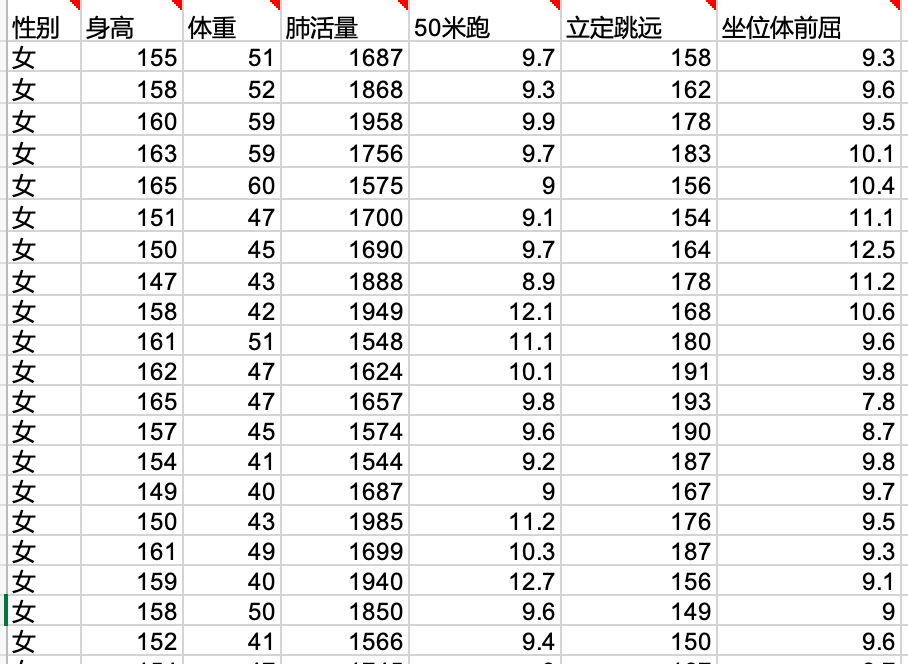 性别 身高 体重 肺活量 50米跑 立定跳远 坐位体前屈
女 155 51 1687 9.7 158 9.3
女 158 52 1868 9.3 162 9.6
女 160 59 1958 9.9 178 9.5
女 163 59 1756 9.7 183 10.1
女 165 60 1575 9 156 10.4
女 151 47 1700 9.1 154 11.1
女 150 45 1690 9.7 164 12.5
女 147 43 1888 8.9 178 11.2
女 158 42 1949 12.1 168 10.6
女 161 51 1548 11.1 180 9.6
女 162 47 1624 10.1 191 9.8
女 165 47 1657 9.8 193 7.8
女 157 45 1574 9.6 190 8.7
女 154 41 1544 9.2 187 9.8
女 149 40 1687 9 167 9.7
女 150 43 1985 11.2 176 9.5
女 161 49 1699 10.3 187 9.3
女 159 40 1940 12.7 156 9.1
女 158 50 1850 9.6 149 9
女 152 41 1566 9.4 150 9.6